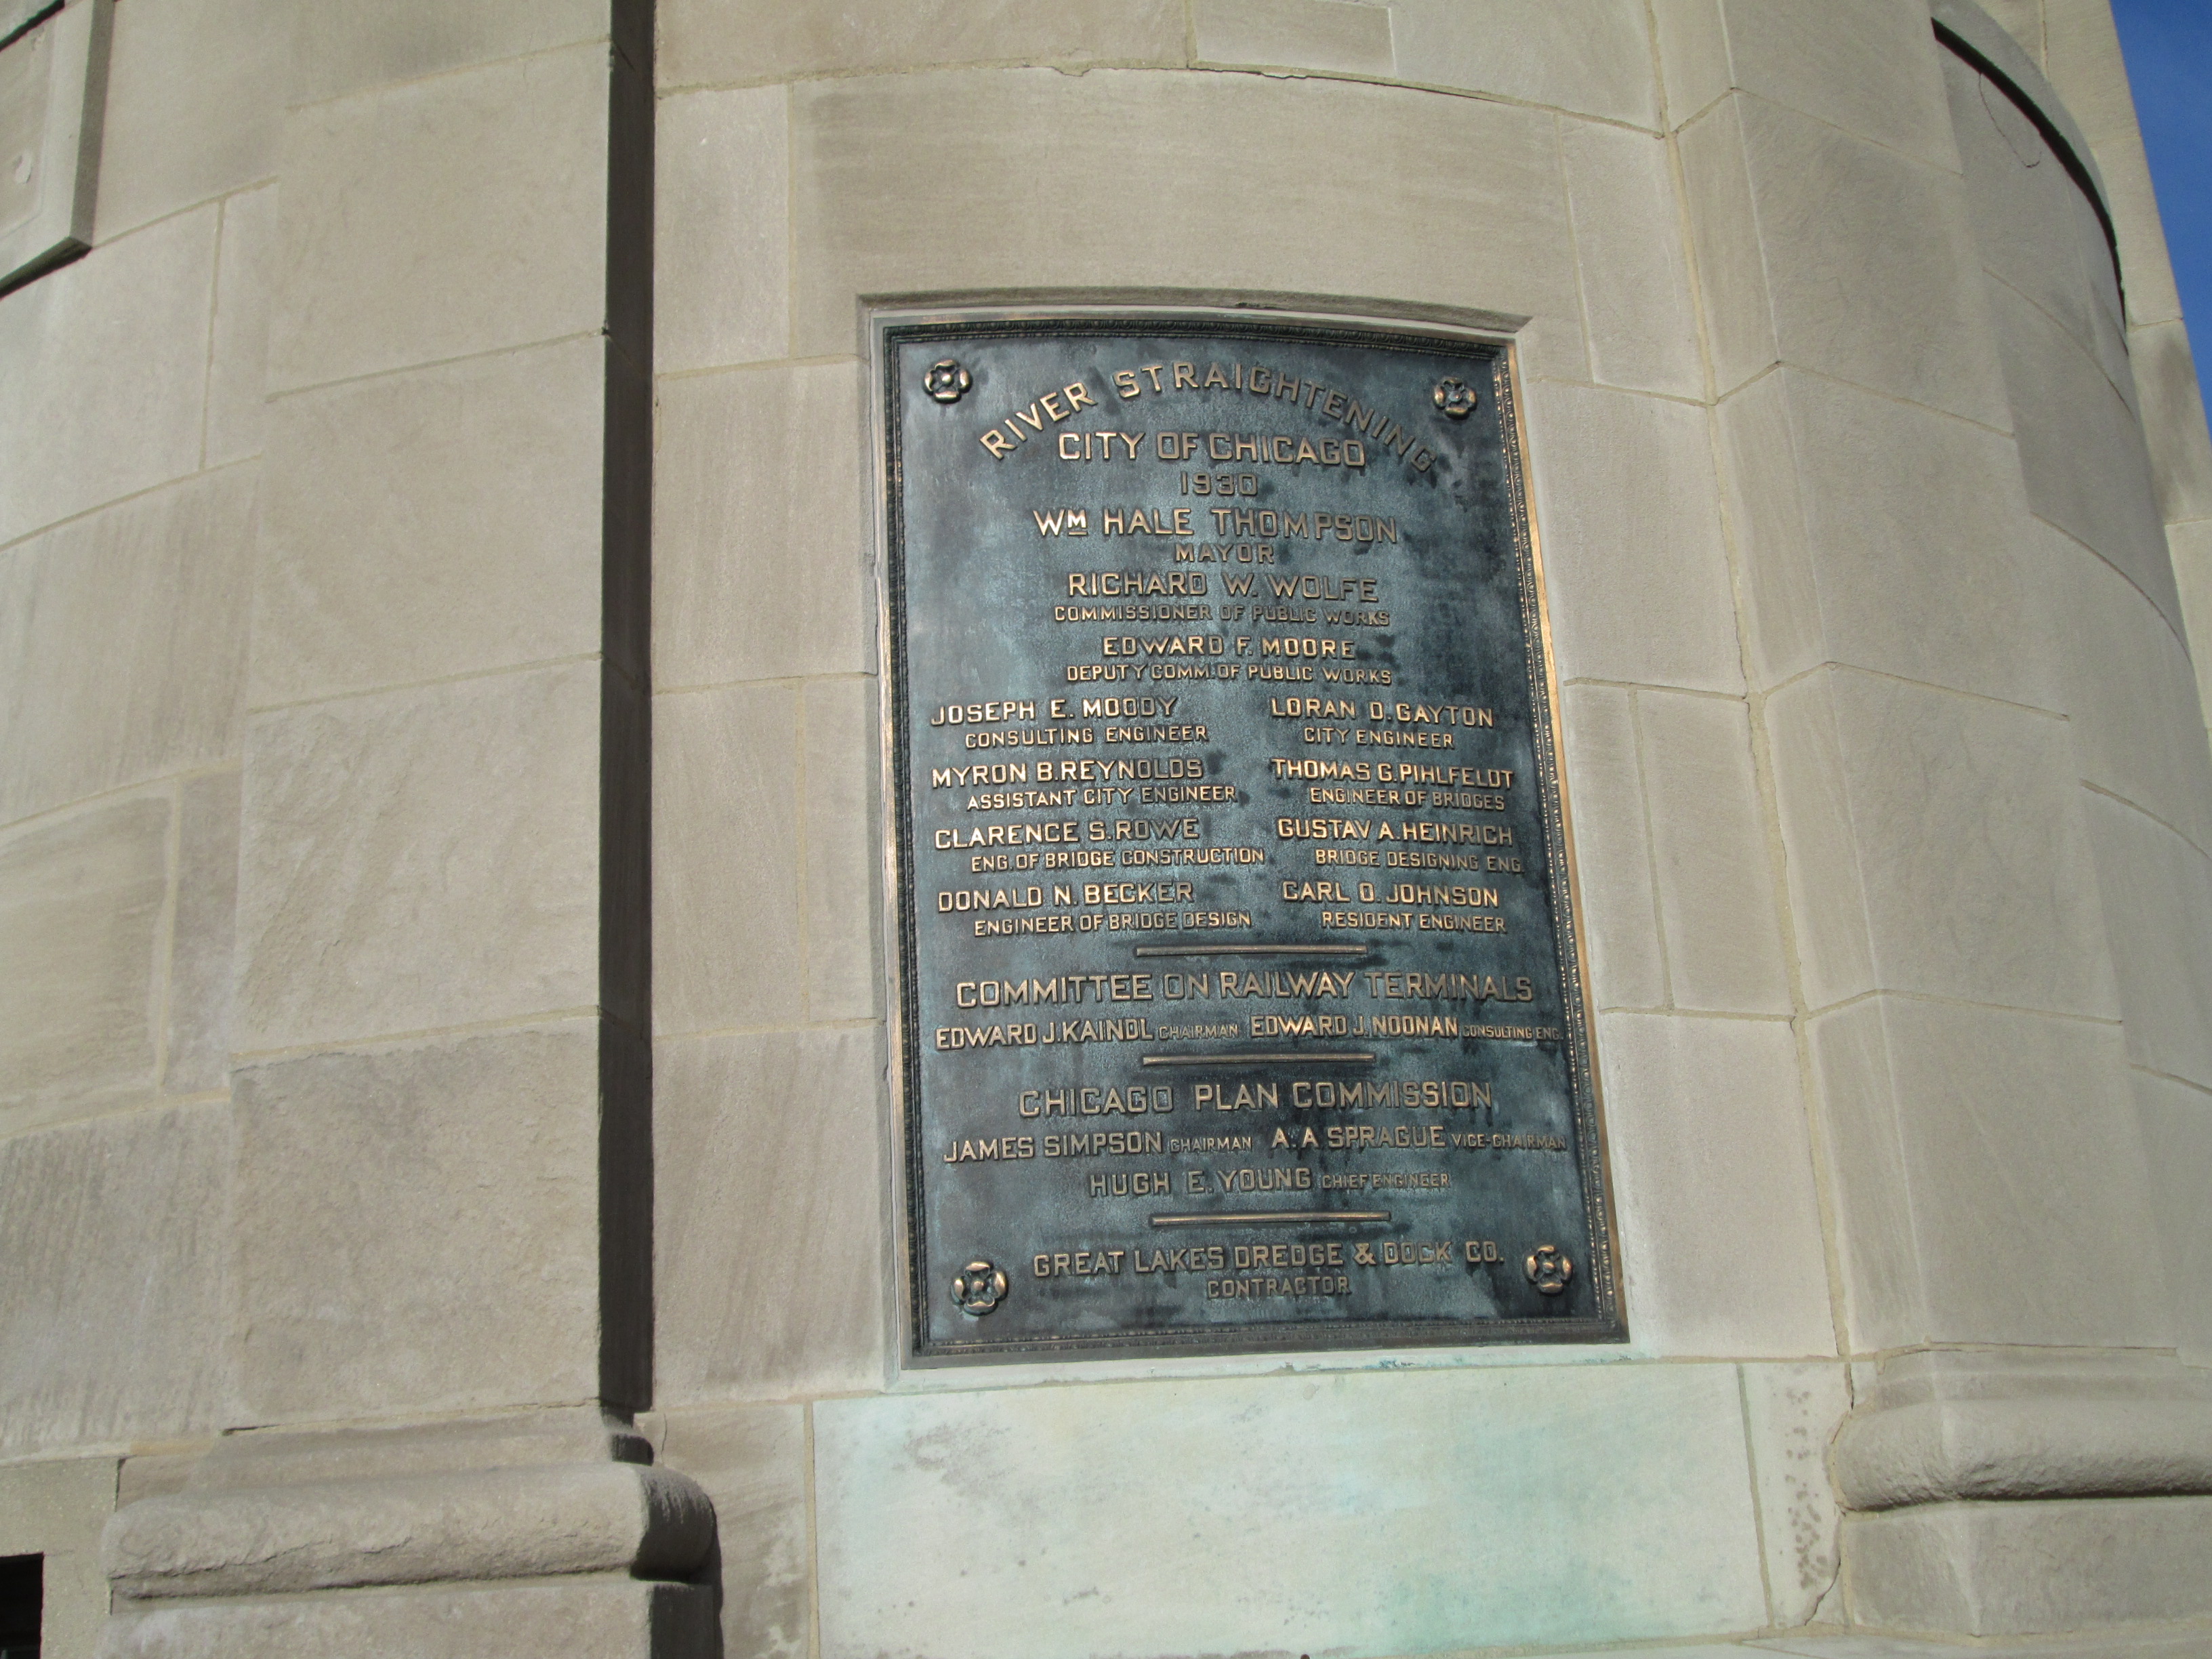 RIVER STRAIGHTENING
CITY OF CHICAGO
1930
WM HALE THOMPSON
MAYOR
RICHARD W. WOLFE
COMMISSIONER OF PUBLIC WORKS
EDWARD F. MOORE
DEPUTY COMM. OF PUBLIC WORKS
JOSEPH E. MOODY LORAN D. GAYTON
CONSULTING ENGINEER CITY ENGINEER
MYRON B. REYNOLDS THOMAS G. PIHLFELDT
ASSISTANT CITY ENGINEER ENGINEER OF BRIDGES
CLARENCE S. ROWE GUSTAV A. HEINRICH
ENG. OF BRIDGE CONSTRUCTION BRIDGE DESIGNING ENG.
DONALD N. BECKER CARL O. JOHNSON
ENGINEER OF BRIDGE DESIGN RESIDENT ENGINEER
COMMITTEE ON RAILWAY TERMINALS
EDWARD J. KAINDL CHAIRMAN EDWARD J. NOONAN CONSULTING ENG.
CHICAGO PLAN COMMISSION
JAMES SIMPSON CHAIRMAN A. A SPRAGUE VICE-CHAIRMAN
HUGH E. YOUNG CHIEF ENGINEER
GREAT LAKES DREDGE & DOCK CO.
CONTRACTOR